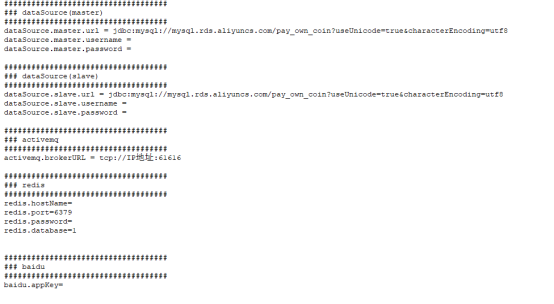 ####################################
### dataSource(master)
####################################
dataSource.master.url = jdbc:mysql://mysql.rds.aliyuncs.com/pay_own_coin?useUnicode=true&characterEncoding=utf8
dataSource.master.username =
dataSource.master.password =
####################################
### dataSource(slave)
####################################
dataSource.slave.url = jdbc:mysql://mysql.rds.aliyuncs.com/pay_own_coin?useUnicode=true&characterEncoding=utf8
dataSource.slave.username =
dataSource.slave.password =
####################################
### activemq
####################################
activemq.brokerURL = tcp://IP地址:61616
####################################
### redis
####################################
redis.hostName=
redis.port=6379
redis.password=
redis.database=1
####################################
### baidu
####################################
baidu.appKey=